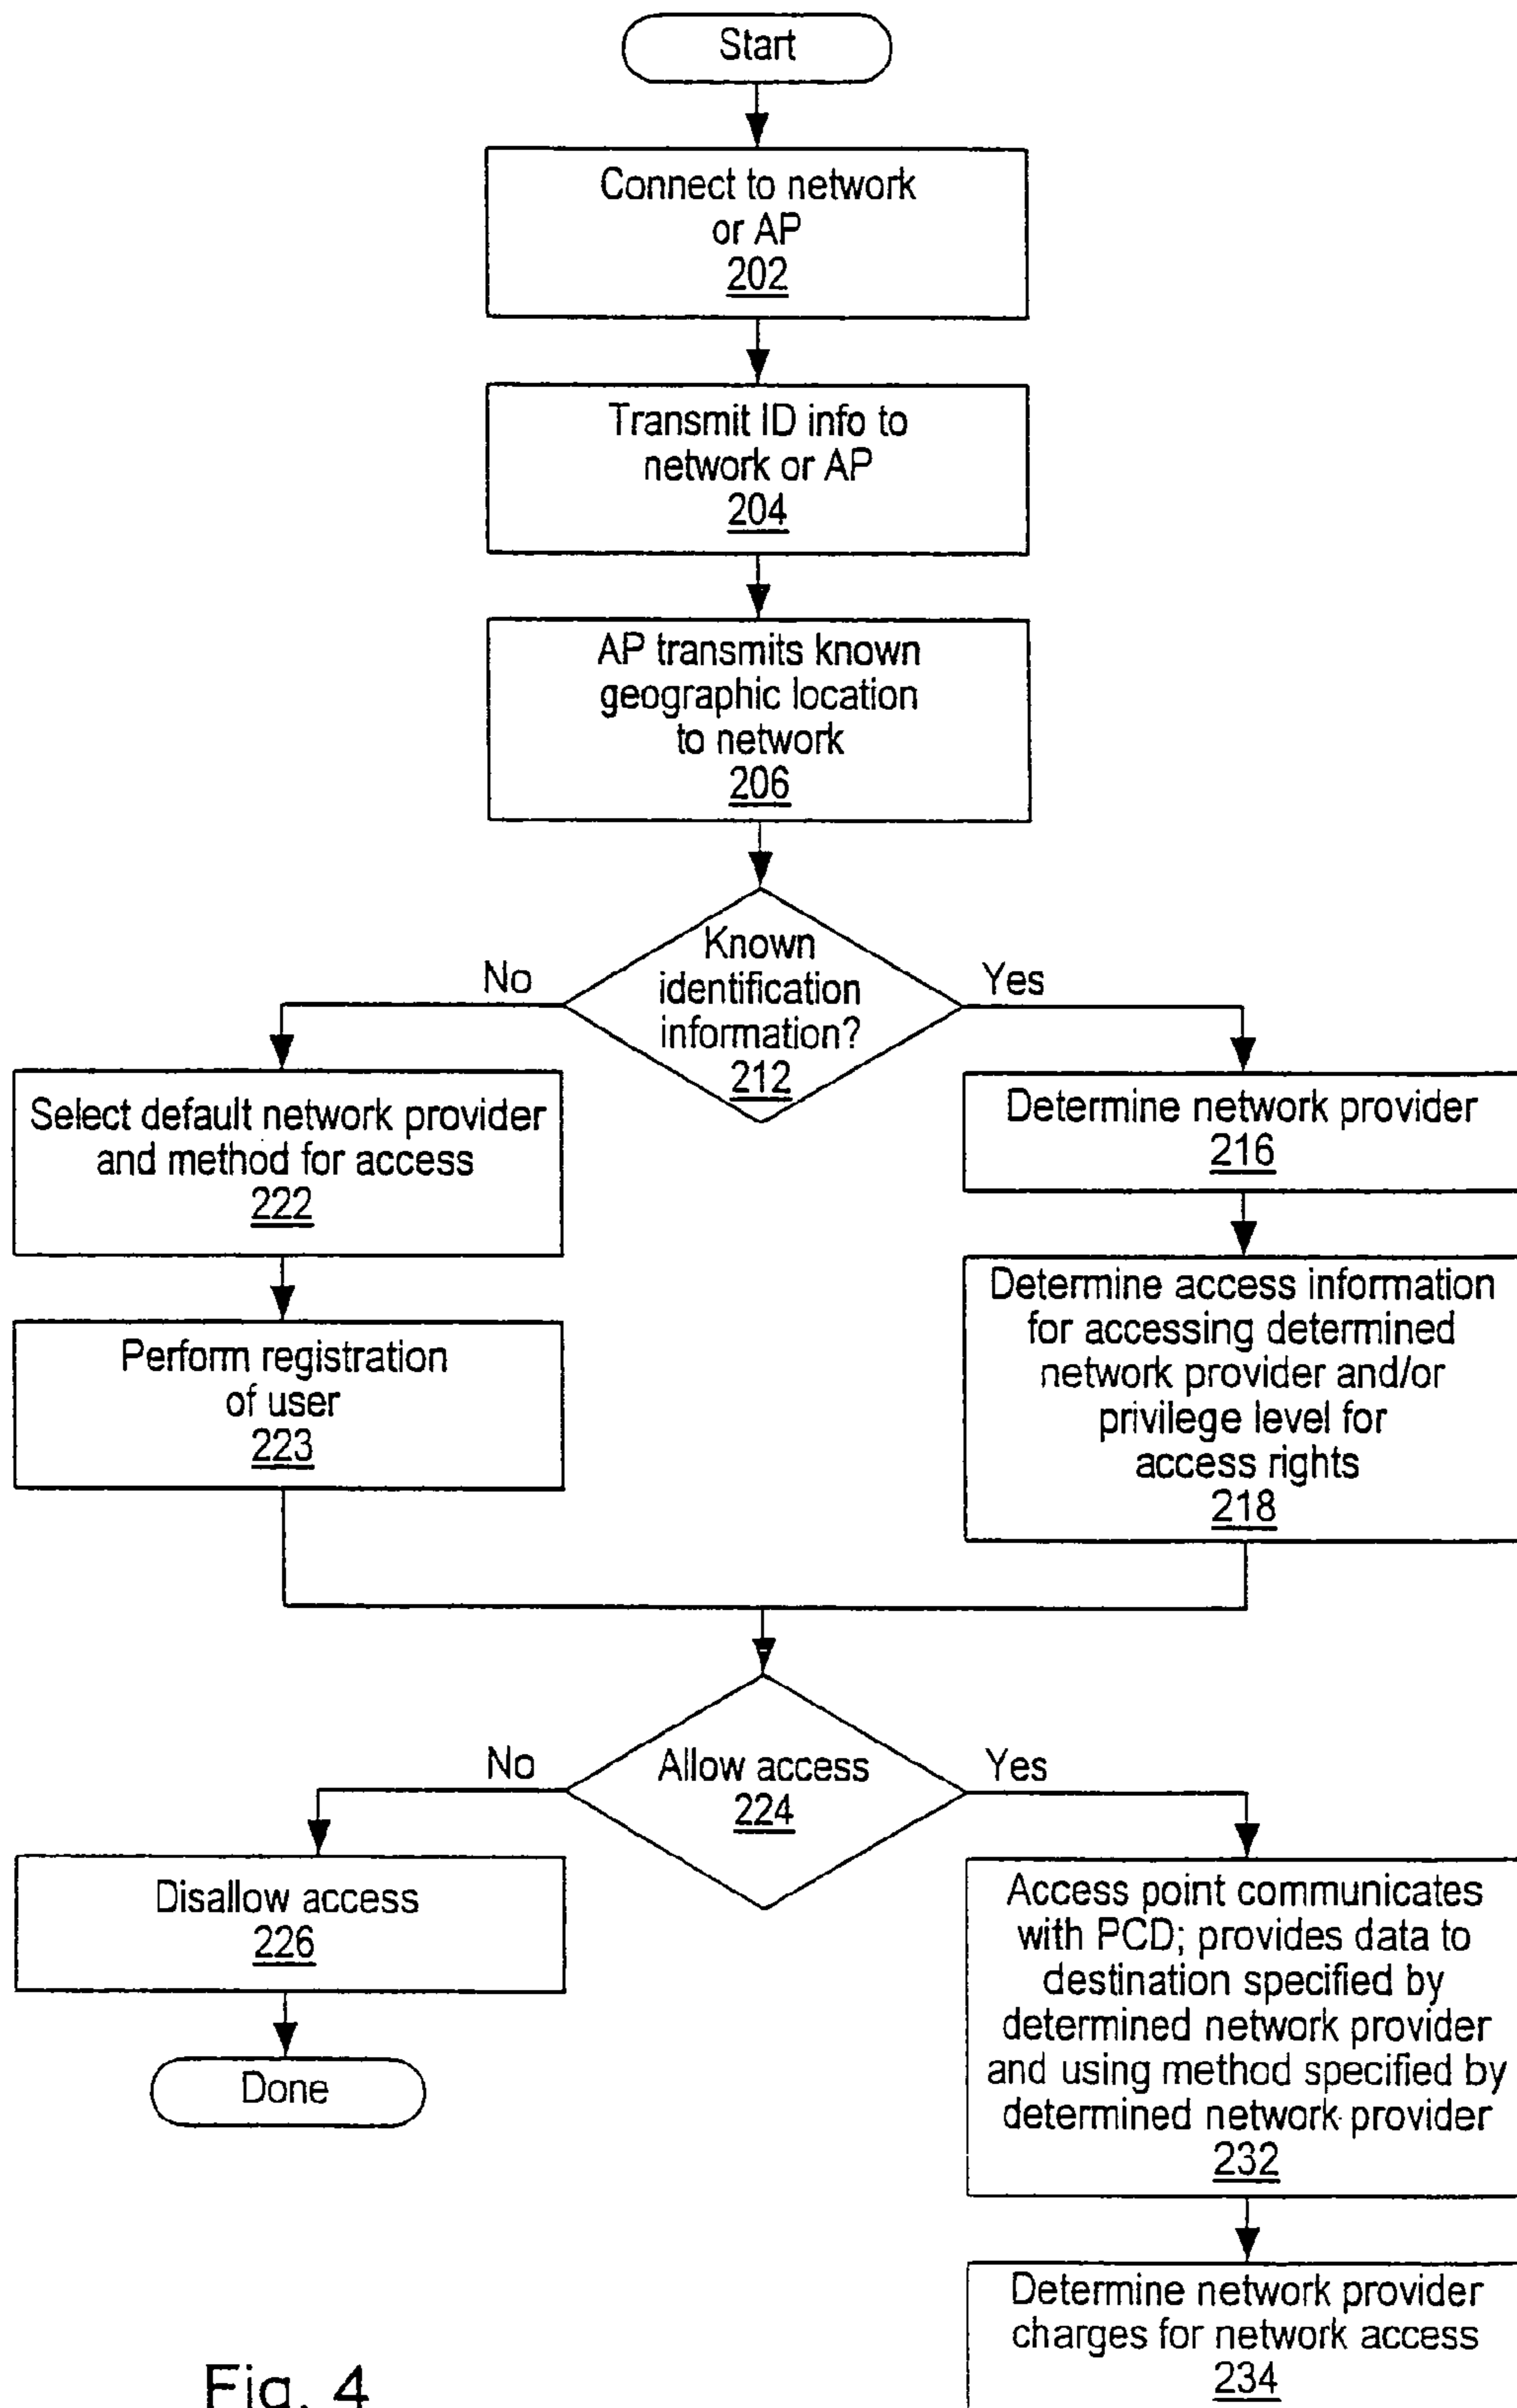 Start
Connect to network
or AP
202
Transmit ID info to
network or AP
204
AP transmits known
geographic location
to network
206
Known
identification
information?
212
No
Yes
Select default network provider
and method for access
222
Determine network provider
216
Perform registration
of user
223
Determine access information
for accessing determined
network provider and/or
privilege level for
access rights
218
Allow access
224
No
Yes
Disallow access
226
Done
Access point communicates
with PCD; provides data to
destination specified by
determined network provider
and using method specified by
determined network provider
232
Determine network provider
charges for network access
234
Fig. 4